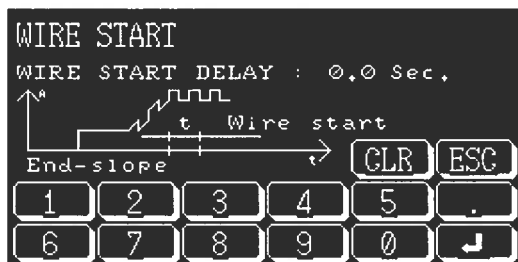 WIRE START
WIRE START DELAY : 0.0 Sec.
A
t Wire start
End-slope t
CLR ESC
1 2 3 4 5 .
6 7 8 9 0 ↵